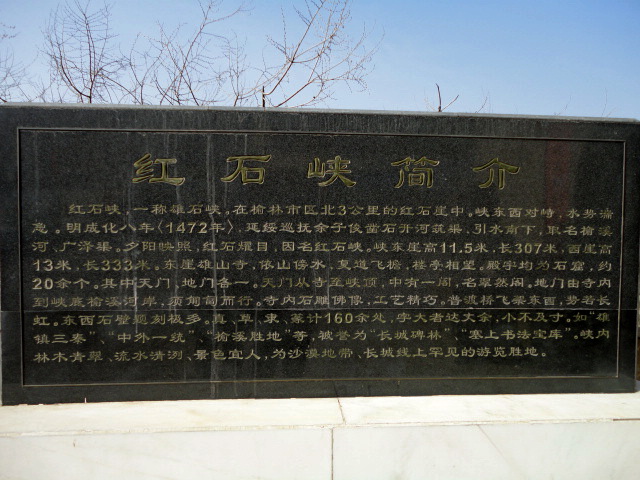 红石峡简介
红石峡，一称雄石峡。在榆林市区北3公里的红石崖中。峡东西对峙，水势湍
急。明成化八年〈1472年〉，延绥巡抚余子俊凿石开河筑渠，引水南下，取名榆溪
河，广泽渠。夕阳映照，红石耀目，因名红石峡。峡东崖高11.5米，长307米，西崖高
13米，长333米。东崖雄山寺，依山傍水，复道飞檐，楼亭相望。殿宇均为石窟，约
20余个。其中天门，地门各一。天门从寺至峡顶，中有一阁，名翠然阁。地门由寺内
到峡底榆溪河岸，须匍匐而行。寺内石雕佛像，工艺精巧。普渡桥飞架东西，势若长
虹。东西石壁题刻极多。真，草，隶，篆计160余处，字大者达丈余，小不及寸。如“雄
镇三秦”、“中外一统”、“榆溪胜地”等，被誉为“长城碑林”“塞上书法宝库”。峡内
林木青翠，流水清冽，景色宜人，为沙漠地带、长城线上罕见的游览胜地。